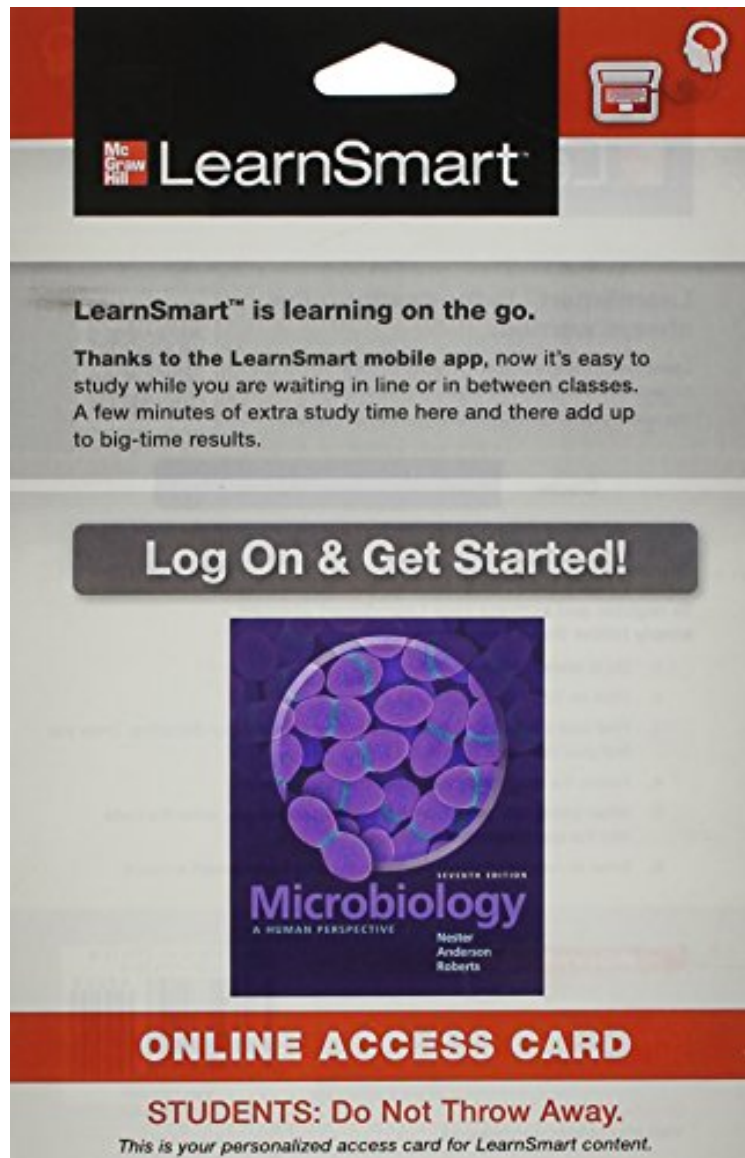 Mc
Graw
Hill
LearnSmart™
LearnSmart™ is learning on the go.
Thanks to the LearnSmart mobile app, now it's easy to
study while you are waiting in line or in between classes.
A few minutes of extra study time here and there add up
to big-time results.
Log On & Get Started!
SEVENTH EDITION
Microbiology
A HUMAN PERSPECTIVE
Nester
Anderson
Roberts
ONLINE ACCESS CARD
STUDENTS: Do Not Throw Away.
This is your personalized access card for LearnSmart content.